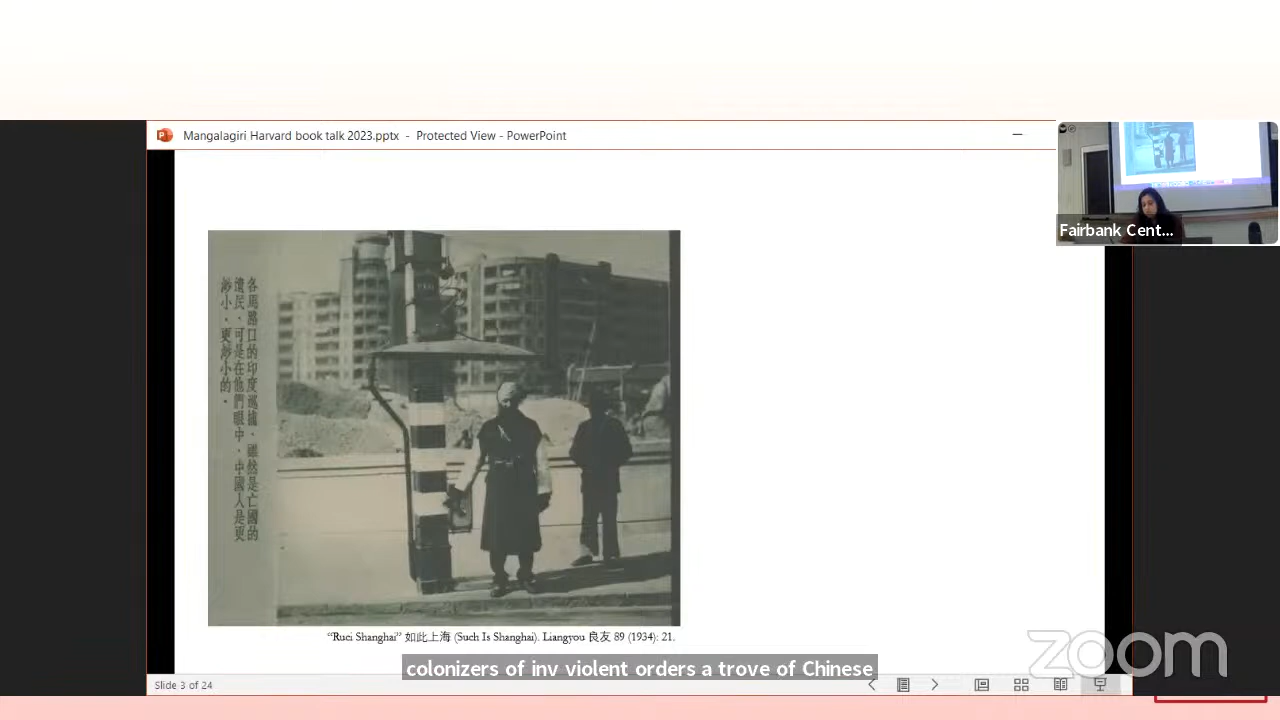 Mangalagiri Harvard book talk 2023.pptx - Protected View - PowerPoint
Fairbank Cent...
各馬路口的印度巡捕．雖然是亡國的
遺民．可是在他們眼中．中國人是更
渺小．更渺小的．
“Ruci Shanghai” 如此上海 (Such Is Shanghai). Liangyou 良友 89 (1934): 21.
colonizers of inv violent orders a trove of Chinese
zoom
Slide 3 of 24